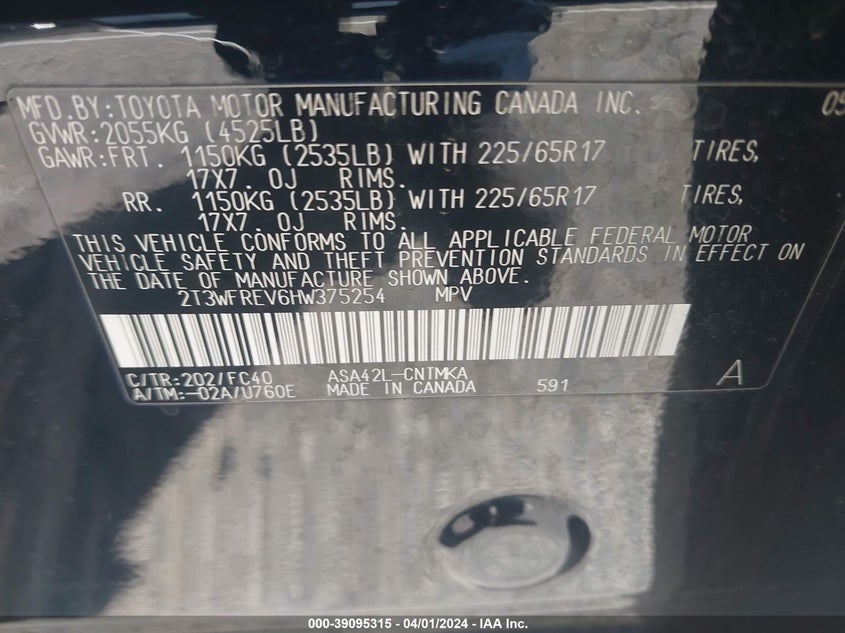 MFD.BY:TOYOTA MOTOR MANUFACTURING CANADA INC. 05
GVWR:2055KG (4525LB)
GAWR:FRT. 1150KG (2535LB) WITH 225/65R17 TIRES,
17X7.0J RIMS.
RR. 1150KG (2535LB) WITH 225/65R17 TIRES,
17X7.0J RIMS.
THIS VEHICLE CONFORMS TO ALL APPLICABLE FEDERAL MOTOR
VEHICLE SAFETY AND THEFT PREVENTION STANDARDS IN EFFECT ON
THE DATE OF MANUFACTURE SHOWN ABOVE.
2T3WFREV6HW375254 MPV
C/TR:202/FC40 ASA42L-CNTMKA
A/TM:-02A/U760E MADE IN CANADA 591 A
000-39095315 - 04/01/2024 - IAA Inc.